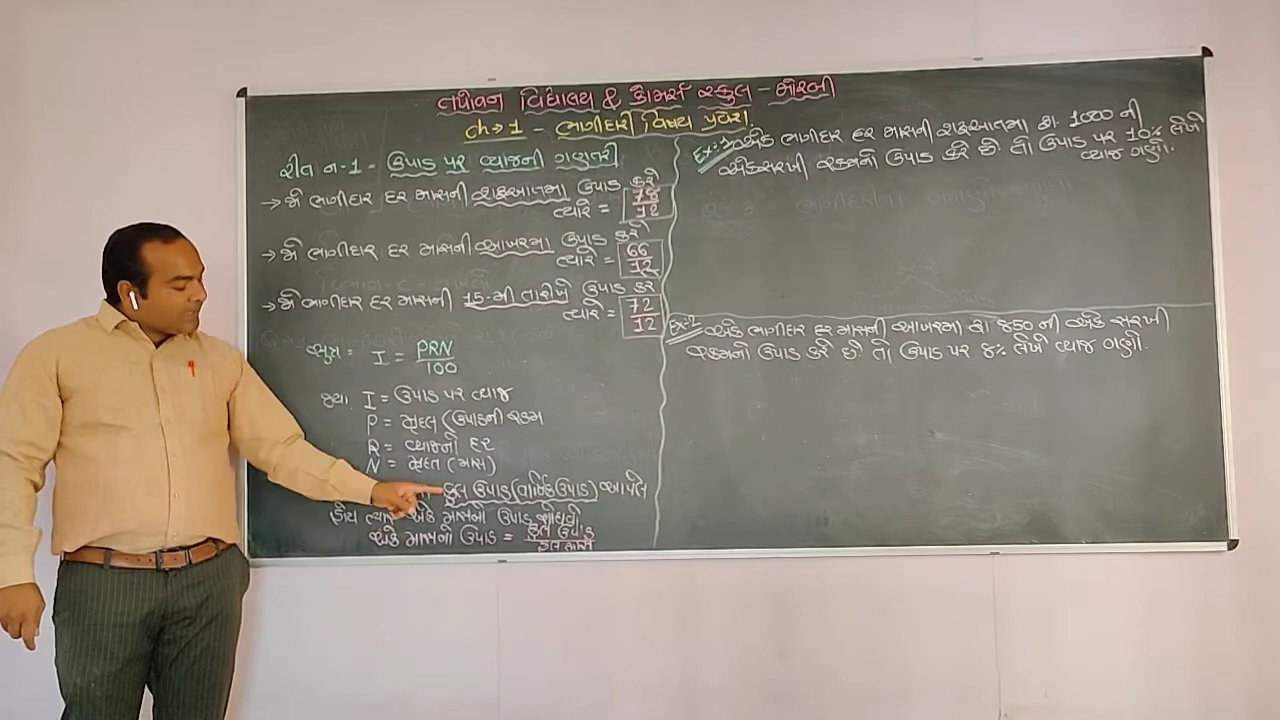 તપોવન વિદ્યાલય & કોમર્સ સ્કુલ - મોરબી
ch → 1 - ભાગીદારી વિષય પ્રવેશ.
રીત નં-1 - ઉપાડ પર વ્યાજની ગણતરી
→ જો ભાગીદાર દર માસની શરૂઆતમાં ઉપાડ કરે
ત્યારે = 78/12
→ જો ભાગીદાર દર માસની આખરમાં ઉપાડ કરે
ત્યારે = 66/12
→ જો ભાગીદાર દર માસની 15-મી તારીખે ઉપાડ કરે
ત્યારે = 72/12
સુત્ર = I = PRN/100
જયા I = ઉપાડ પર વ્યાજ
P = મુદલ (ઉપાડની રકમ
R = વ્યાજનો દર
N = મુદત (માસ)
કુલ ઉપાડ (વાર્ષિક ઉપાડ) આપેલ
હોય ત્યારે એક માસનો ઉપાડ શોધવો
એક માસનો ઉપાડ = કુલ ઉપાડ/કુલ માસ
Ex:-1 એક ભાગીદાર દર માસની શરૂઆતમાં રૂા. 1000 ની
એકસરખી રકમનો ઉપાડ કરે છે તો ઉપાડ પર 10% લેખે
વ્યાજ ગણો.
Ex-2 એક ભાગીદાર દર માસની આખરમાં રૂા ૪50 ની એક સરખી
રકમનો ઉપાડ કરે છે તો ઉપાડ પર ૪% લેખે વ્યાજ ગણો.